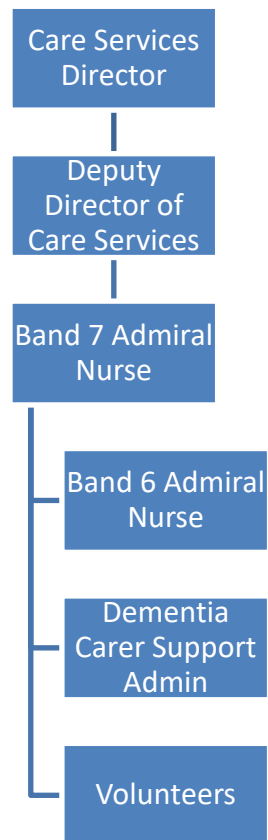 Care Services
Director
Deputy
Director of
Care Services
Band 7 Admiral
Nurse
Band 6 Admiral
Nurse
Dementia
Carer Support
Admin
Volunteers